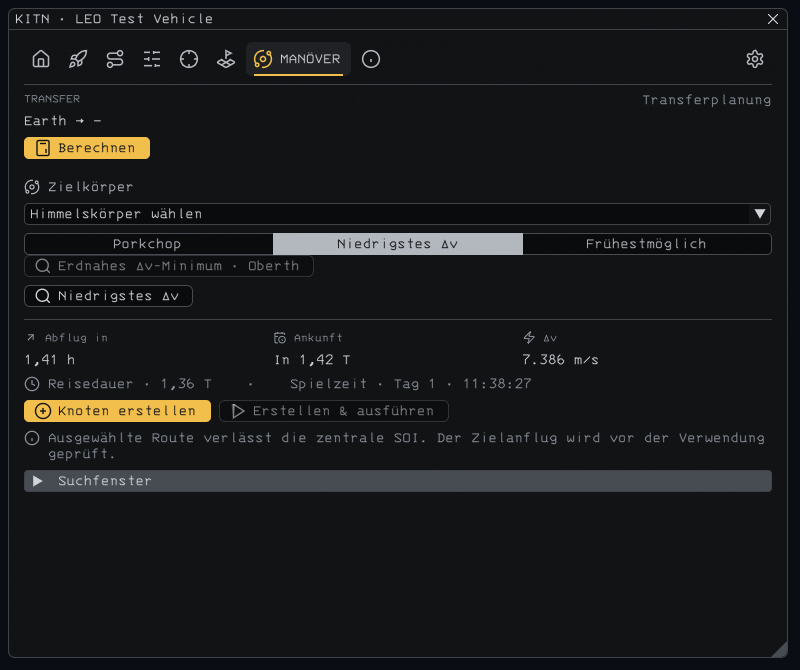 KITN · LEO Test Vehicle
MANÖVER
TRANSFER
Transferplanung
Earth → –
Berechnen
Zielkörper
Himmelskörper wählen
Porkchop
Niedrigstes Δv
Frühestmöglich
Erdnahes Δv-Minimum · Oberth
Niedrigstes Δv
Abflug in
Ankunft
Δv
1,41 h
In 1,42 T
7.386 m/s
Reisedauer · 1,36 T · Spielzeit · Tag 1 · 11:38:27
Knoten erstellen
Erstellen & ausführen
Ausgewählte Route verlässt die zentrale SOI. Der Zielanflug wird vor der Verwendung
geprüft.
Suchfenster